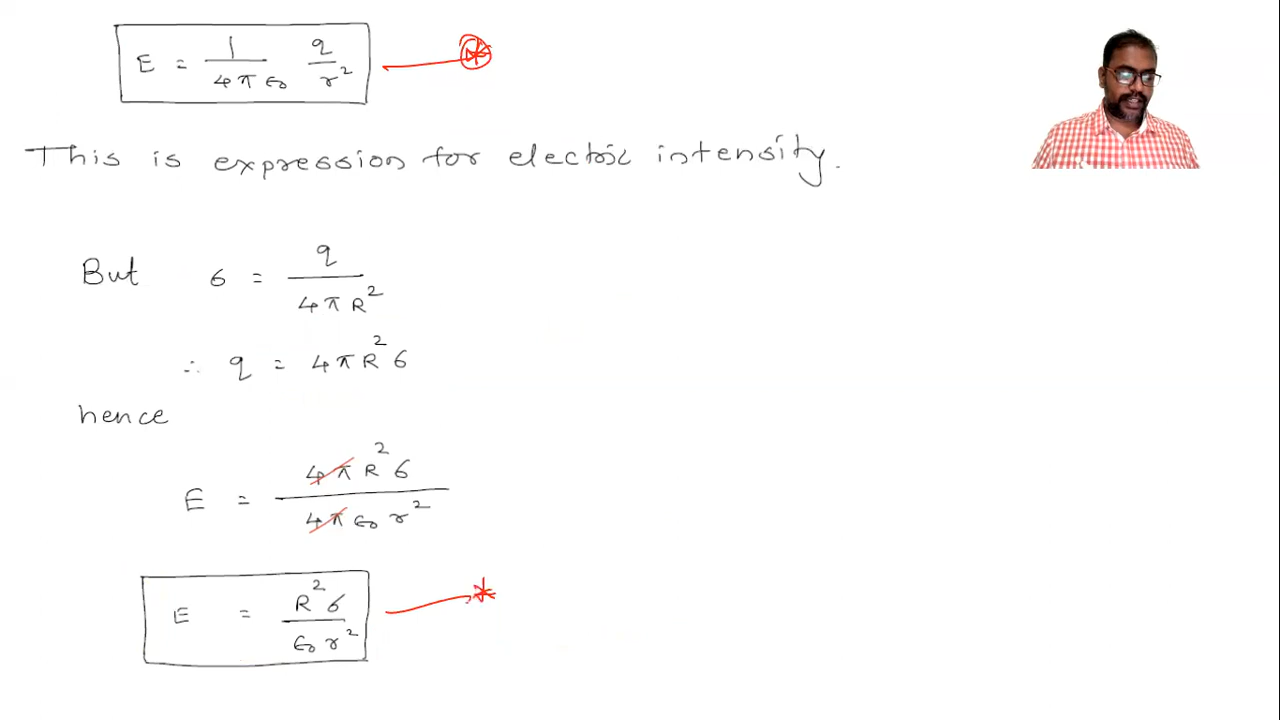 E = 1/4πε₀ q/r²
This is expression for electric intensity.
But σ = q/4πR²
∴ q = 4πR²σ
hence
E = 4πR²σ/4πε₀r²
E = R²σ/ε₀r²